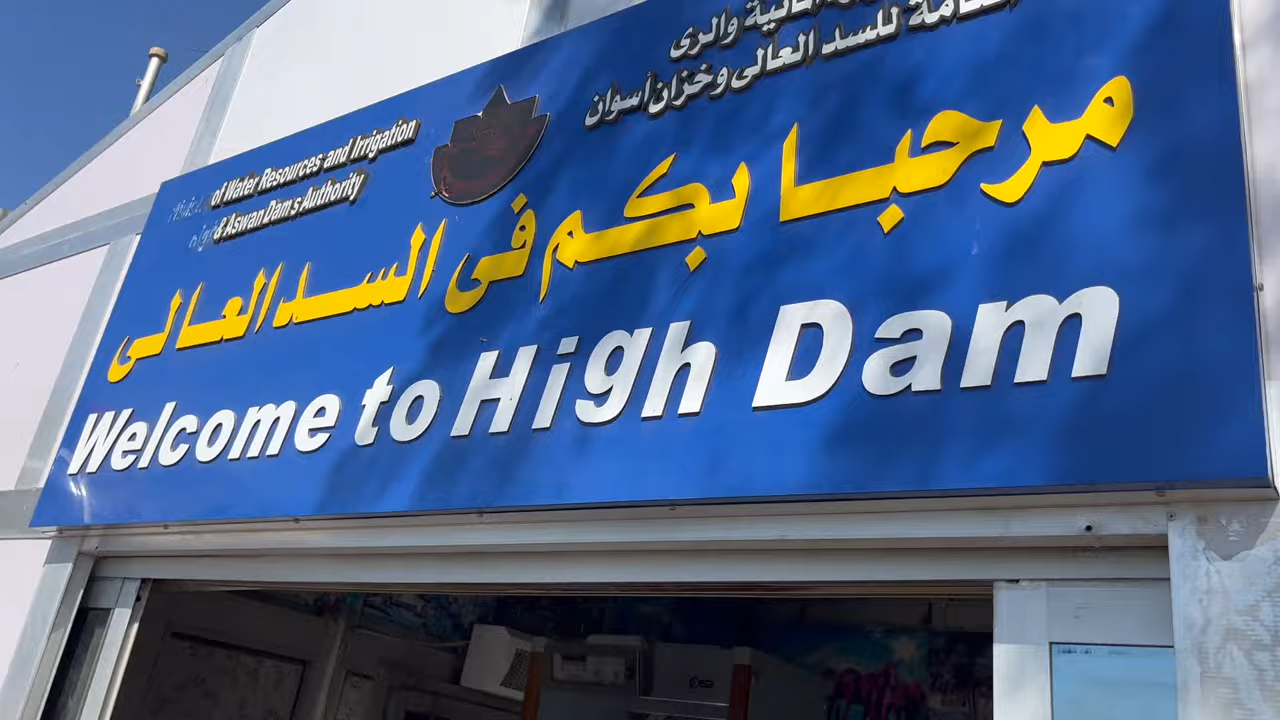 والرى
للسد العالى وخزان أسوان
of Water Resources and Irrigation
& Aswan Dam,s Authority
مرحبا بكم فى السد العالى
Welcome to High Dam